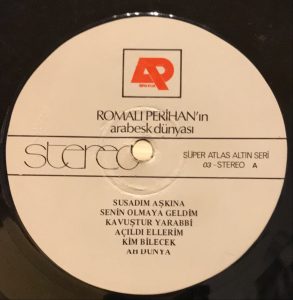 AR
ROMALI PERİHAN'ın
arabesk dünyası
stereo
SÜPER ATLAS ALTIN SERİ
03 - STEREO A
SUSADIM AŞKINA
SENİN OLMAYA GELDİM
KAVUŞTUR YARABBİ
AÇILDI ELLERİM
KİM BİLECEK
AH DÜNYA